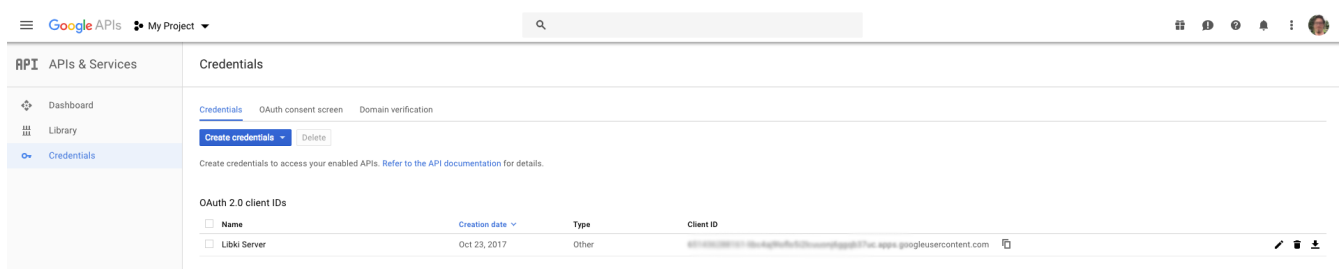 Google APIs My Project
API APIs & Services Credentials
Dashboard
Library
Credentials
Credentials OAuth consent screen Domain verification
Create credentials Delete
Create credentials to access your enabled APIs. Refer to the API documentation for details.
OAuth 2.0 client IDs
Name Creation date Type Client ID
Libki Server Oct 23, 2017 Other .apps.googleusercontent.com